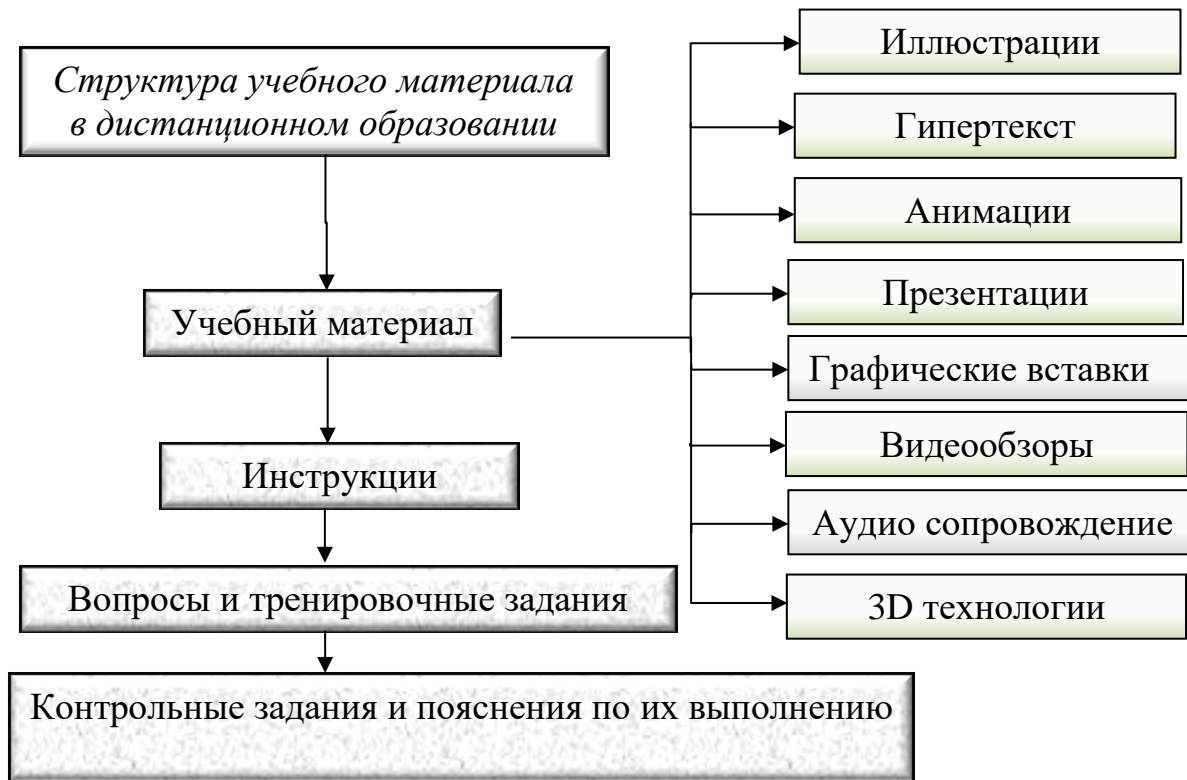 Структура учебного материала
в дистанционном образовании
Учебный материал
Инструкции
Вопросы и тренировочные задания
Контрольные задания и пояснения по их выполнению
Иллюстрации
Гипертекст
Анимации
Презентации
Графические вставки
Видеообзоры
Аудио сопровождение
3D технологии